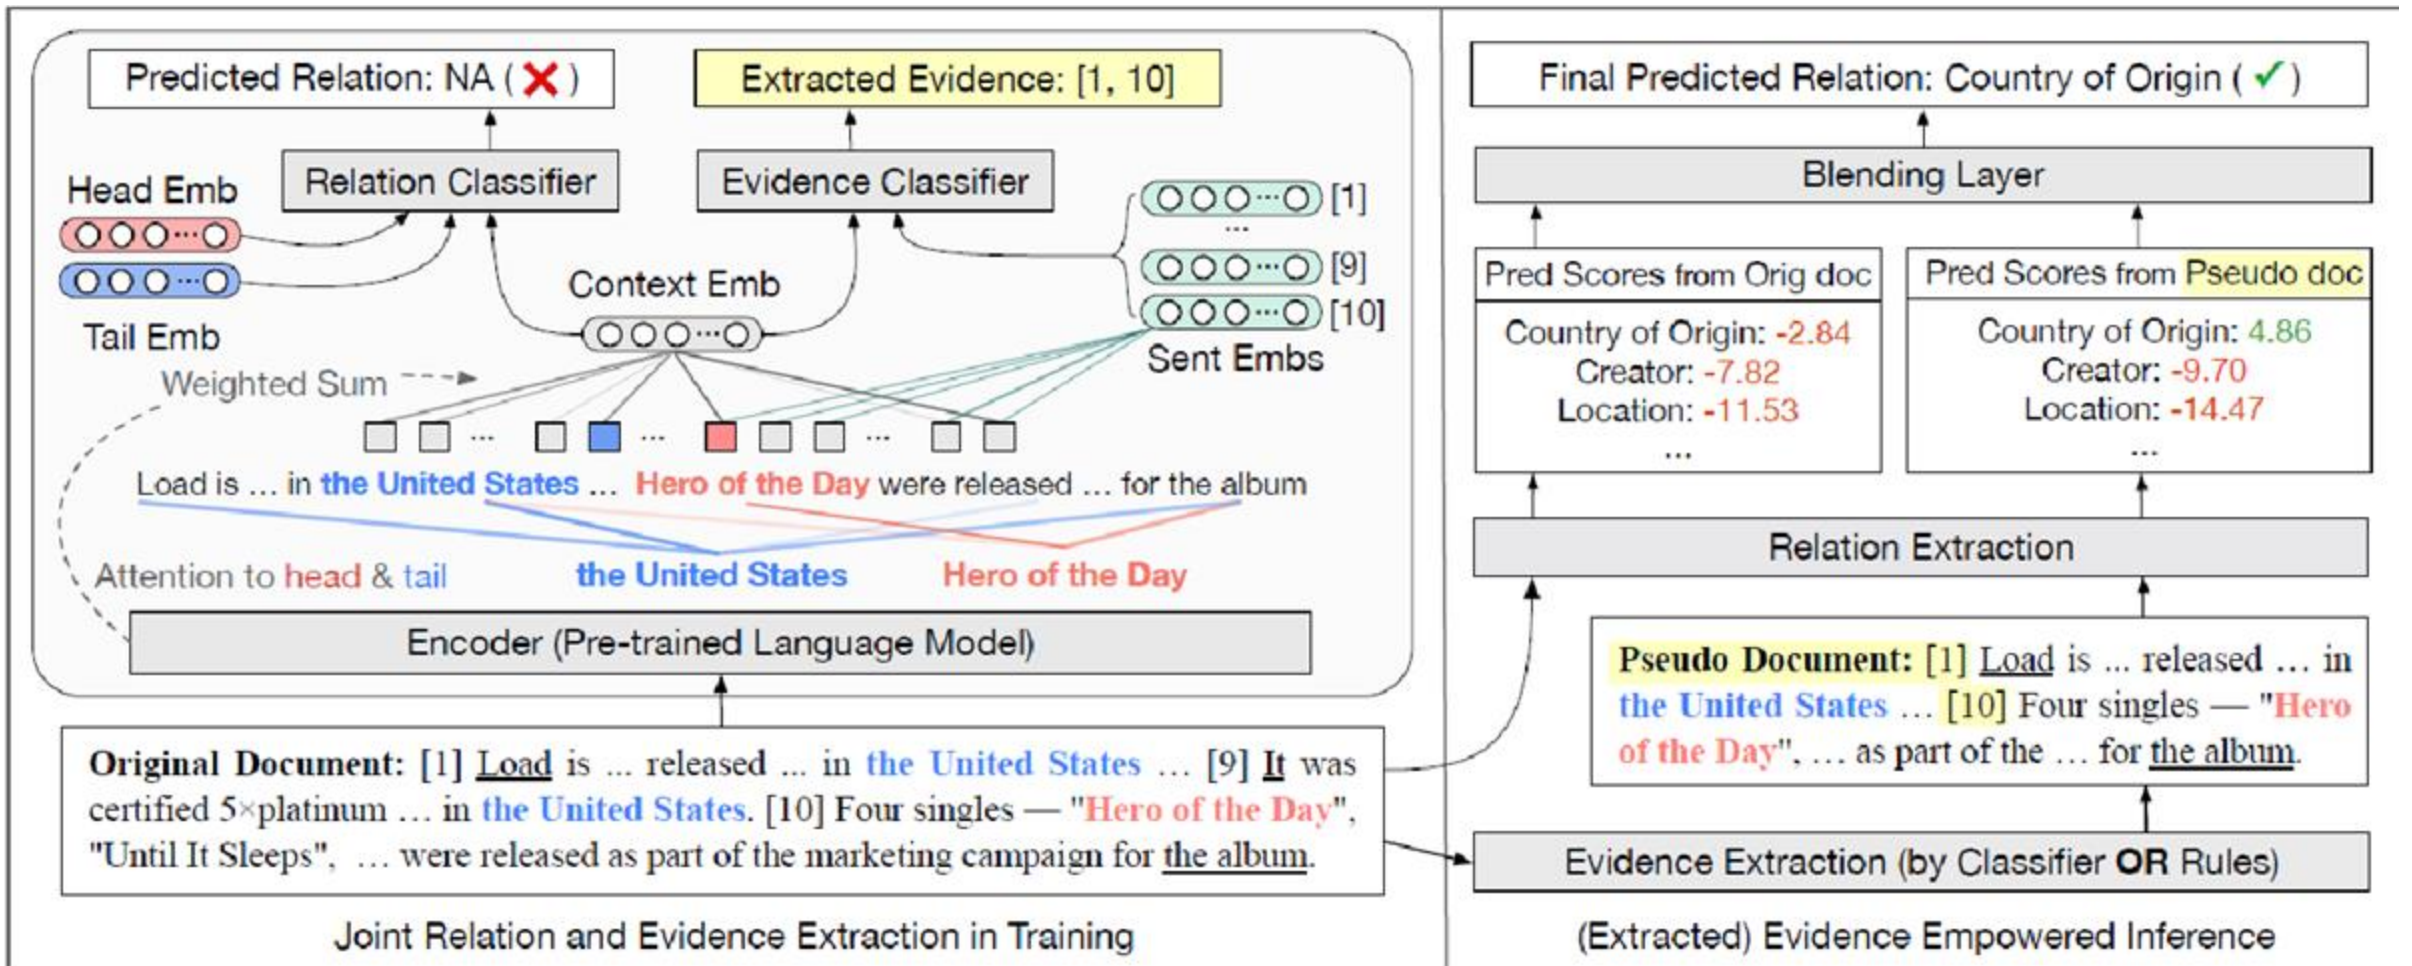 Predicted Relation: NA ( ✗ )
Extracted Evidence: [1, 10]
Relation Classifier
Evidence Classifier
Head Emb
Tail Emb
Context Emb
[1]
...
[9]
[10]
Sent Embs
Weighted Sum
... ... ...
Load is ... in the United States ... Hero of the Day were released ... for the album
Attention to head & tail
the United States
Hero of the Day
Encoder (Pre-trained Language Model)
Original Document: [1] Load is ... released ... in the United States ... [9] It was
certified 5×platinum ... in the United States. [10] Four singles — "Hero of the Day",
"Until It Sleeps", ... were released as part of the marketing campaign for the album.
Joint Relation and Evidence Extraction in Training
Final Predicted Relation: Country of Origin ( ✓ )
Blending Layer
Pred Scores from Orig doc
Country of Origin: -2.84
Creator: -7.82
Location: -11.53
...
Pred Scores from Pseudo doc
Country of Origin: 4.86
Creator: -9.70
Location: -14.47
...
Relation Extraction
Pseudo Document: [1] Load is ... released ... in
the United States ... [10] Four singles — "Hero
of the Day", ... as part of the ... for the album.
Evidence Extraction (by Classifier OR Rules)
(Extracted) Evidence Empowered Inference